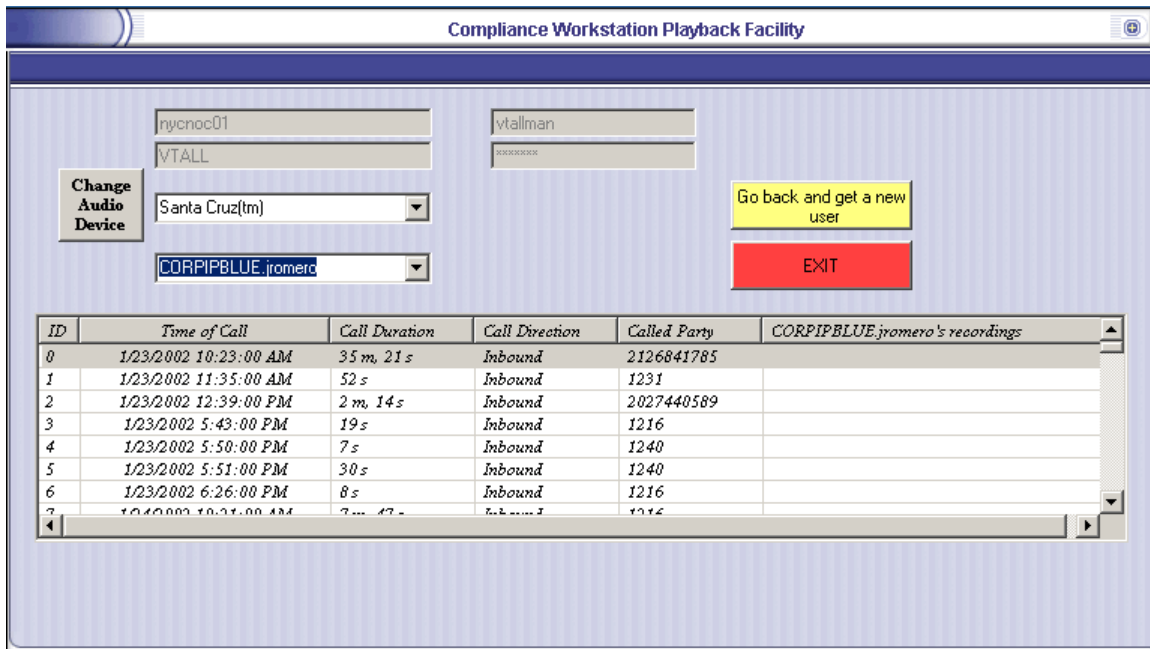 Compliance Workstation Playback Facility
nycnoc01 vtallman
VTALL *******
Change Audio Device
Santa Cruz(tm)
Go back and get a new user
CORPIPBLUE.jromero
EXIT
ID Time of Call Call Duration Call Direction Called Party CORPIPBLUE.jromero's recordings
0 1/23/2002 10:23:00 AM 35 m, 21 s Inbound 2126841785
1 1/23/2002 11:35:00 AM 52 s Inbound 1231
2 1/23/2002 12:39:00 PM 2 m, 14 s Inbound 2027440589
3 1/23/2002 5:43:00 PM 19 s Inbound 1216
4 1/23/2002 5:50:00 PM 7 s Inbound 1240
5 1/23/2002 5:51:00 PM 30 s Inbound 1240
6 1/23/2002 6:26:00 PM 8 s Inbound 1216